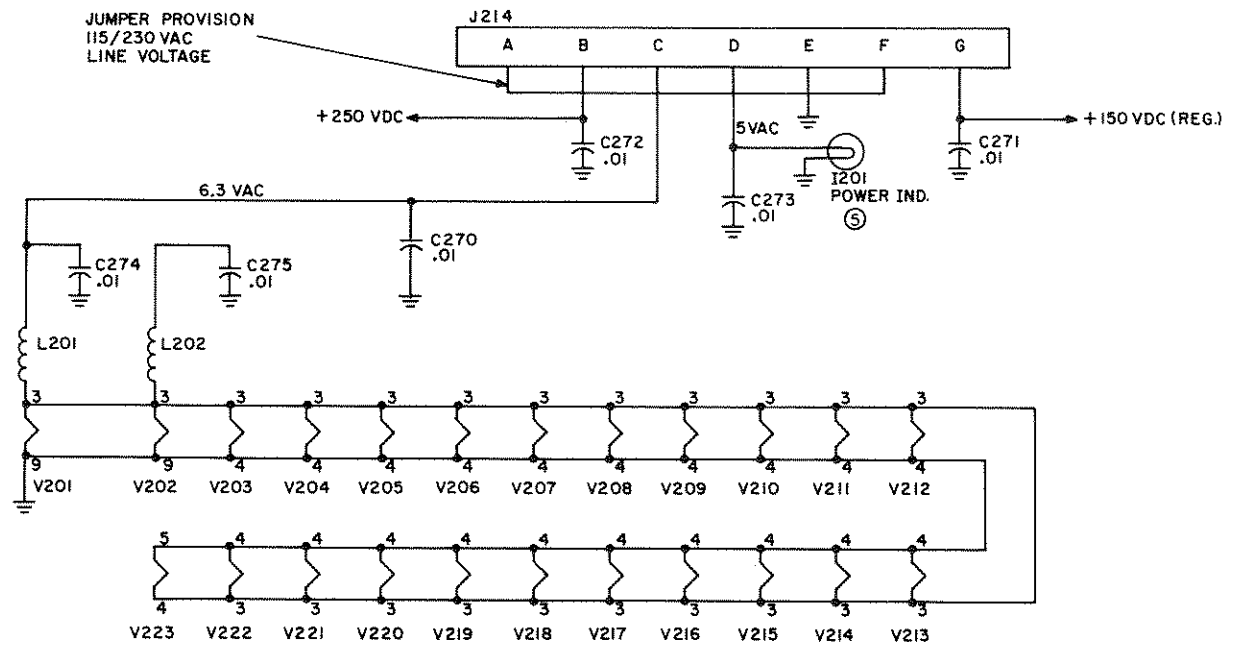 JUMPER PROVISION
115/230 VAC
LINE VOLTAGE
J214
A B C D E F G
+250 VDC
C272
.01
5VAC
I201
POWER IND.
5
C273
.01
+150 VDC (REG.)
C271
.01
6.3 VAC
C270
.01
C274
.01
C275
.01
L201
L202
3 3 3 3 3 3 3 3 3 3 3 3
9 9 4 4 4 4 4 4 4 4 4 4
V201 V202 V203 V204 V205 V206 V207 V208 V209 V210 V211 V212
5 4 4 4 4 4 4 4 4 4 4
4 3 3 3 3 3 3 3 3 3 3
V223 V222 V221 V220 V219 V218 V217 V216 V215 V214 V213